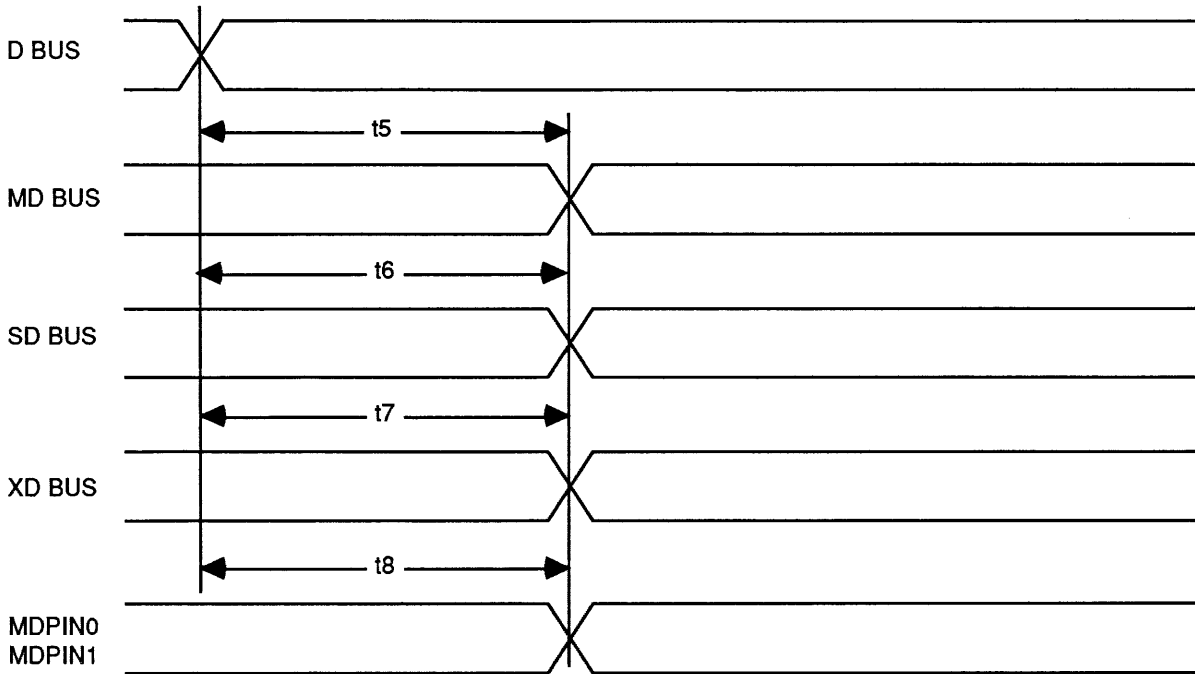 D BUS
t5
MD BUS
t6
SD BUS
t7
XD BUS
t8
MDPIN0
MDPIN1